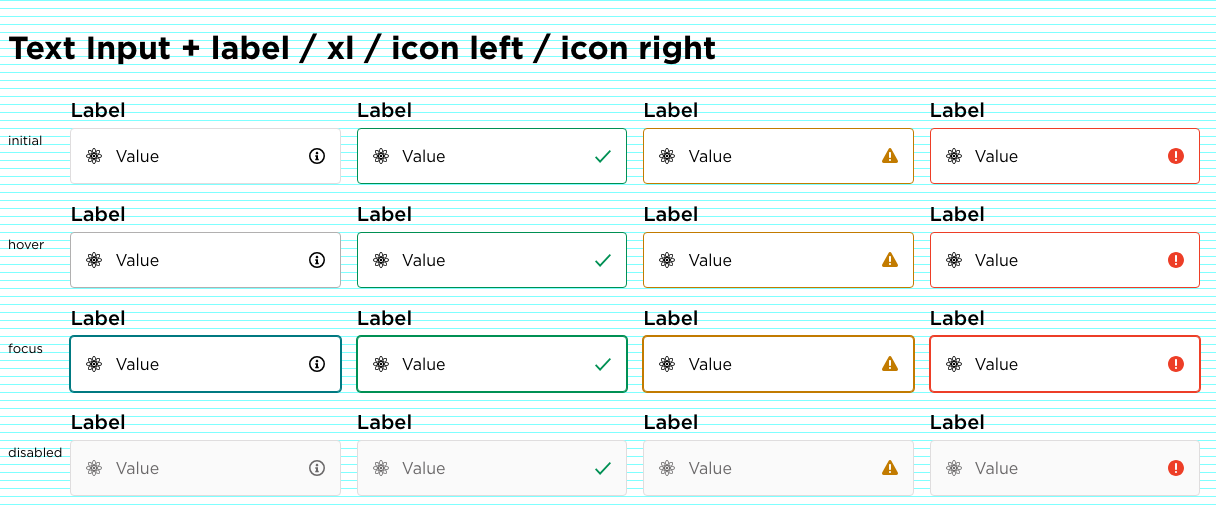 Text Input + label / xl / icon left / icon right
Label Label Label Label
initial Value Value Value Value
Label Label Label Label
hover Value Value Value Value
Label Label Label Label
focus Value Value Value Value
Label Label Label Label
disabled Value Value Value Value